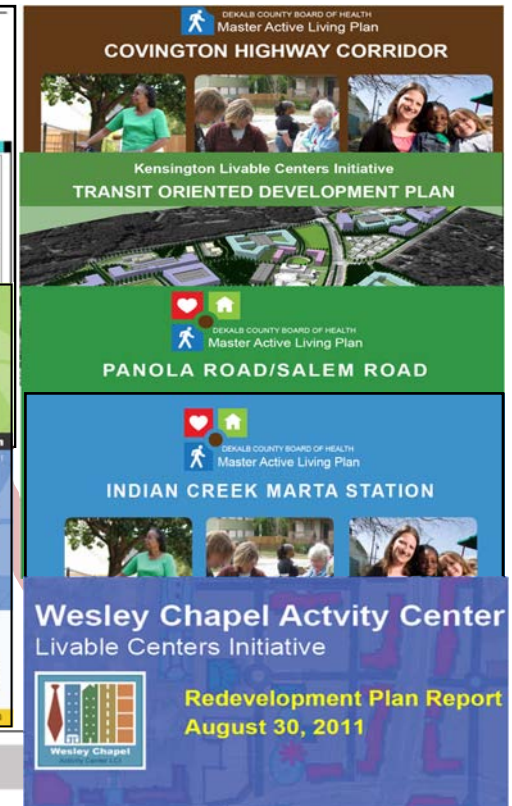 DEKALB COUNTY BOARD OF HEALTH
Master Active Living Plan
COVINGTON HIGHWAY CORRIDOR
Kensington Livable Centers Initiative
TRANSIT ORIENTED DEVELOPMENT PLAN
DEKALB COUNTY BOARD OF HEALTH
Master Active Living Plan
PANOLA ROAD/SALEM ROAD
DEKALB COUNTY BOARD OF HEALTH
Master Active Living Plan
INDIAN CREEK MARTA STATION
Wesley Chapel Actvity Center
Livable Centers Initiative
Redevelopment Plan Report
August 30, 2011
Wesley Chapel
Activity Center LCI